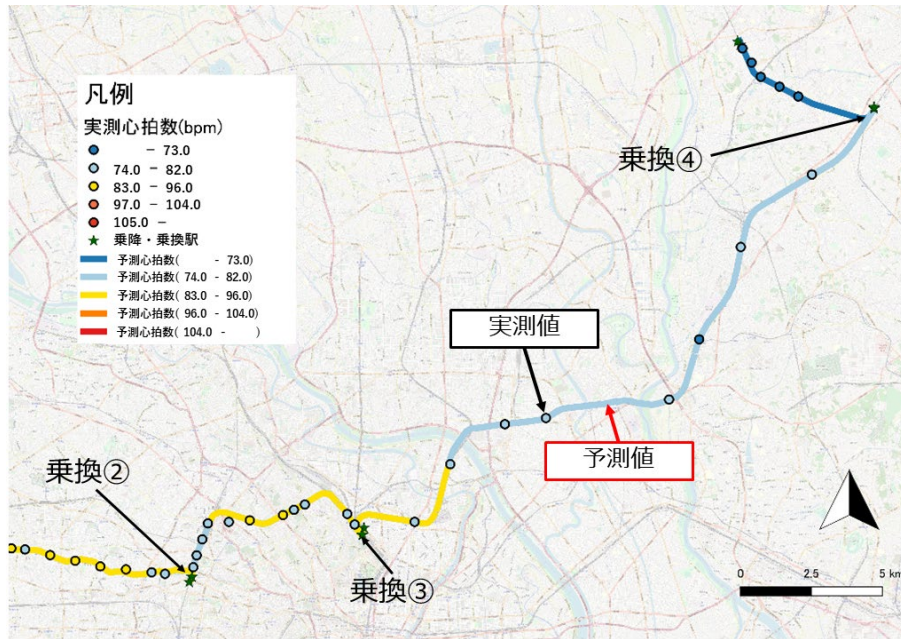 凡例
実測心拍数(bpm)
– 73.0
74.0 – 82.0
83.0 – 96.0
97.0 – 104.0
105.0 –
乗降・乗換駅
予測心拍数( - 73.0)
予測心拍数( 74.0 - 82.0)
予測心拍数( 83.0 - 96.0)
予測心拍数( 96.0 - 104.0)
予測心拍数( 104.0 - )
乗換④
実測値
予測値
乗換②
乗換③
0 2.5 5 km